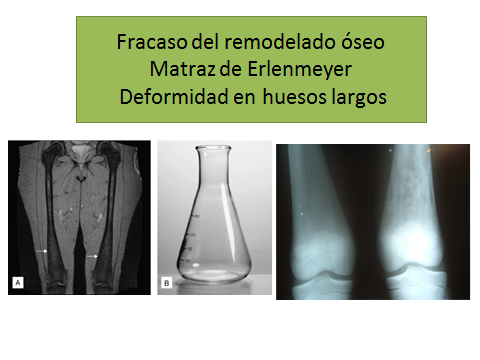 Fracaso del remodelado óseo
Matraz de Erlenmeyer
Deformidad en huesos largos
A
B